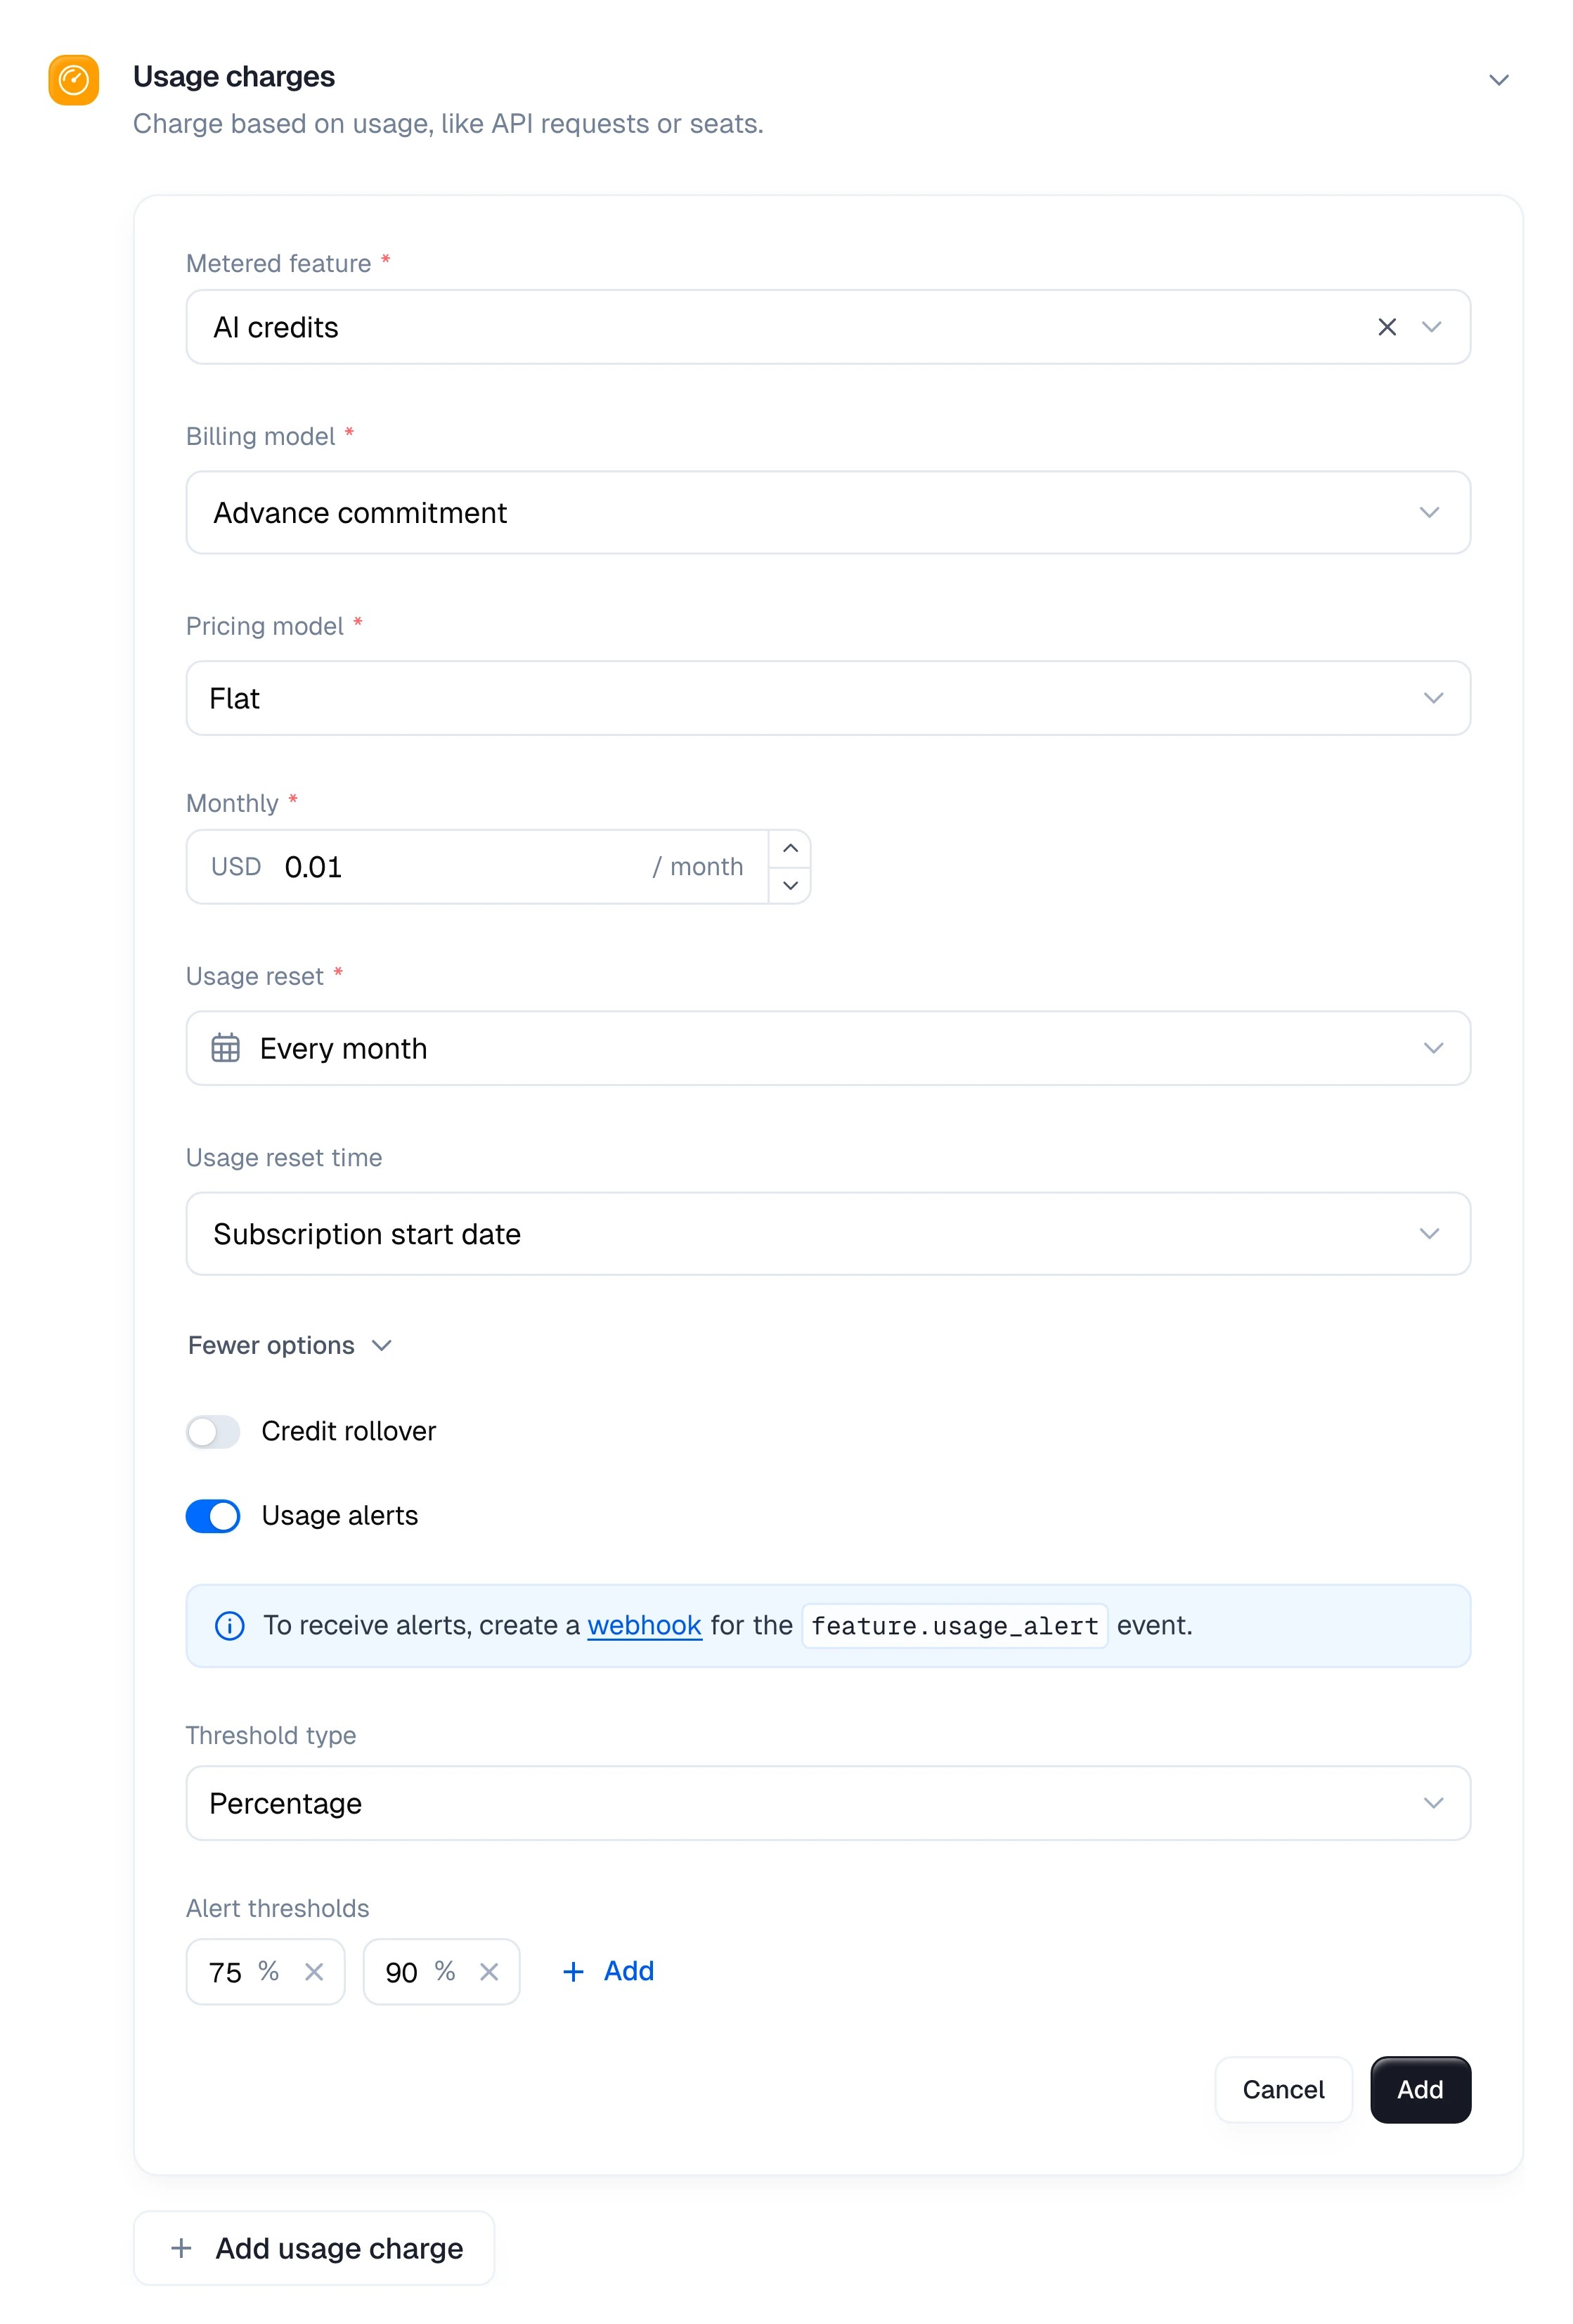 Usage charges
Charge based on usage, like API requests or seats.
Metered feature *
AI credits
Billing model *
Advance commitment
Pricing model *
Flat
Monthly *
USD 0.01 / month
Usage reset *
Every month
Usage reset time
Subscription start date
Fewer options
Credit rollover
Usage alerts
To receive alerts, create a webhook for the feature.usage_alert event.
Threshold type
Percentage
Alert thresholds
75 % 90 % + Add
Cancel Add
+ Add usage charge